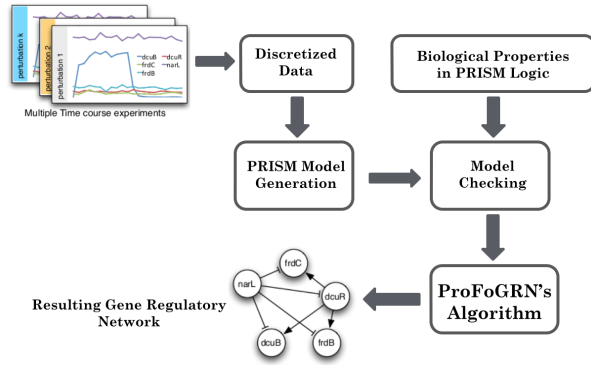 perturbation k
perturbation 2
perturbation 1
dcuB
dcuR
frdC
narL
frdB
Multiple Time course experiments
Discretized
Data
Biological Properties
in PRISM Logic
PRISM Model
Generation
Model
Checking
ProFoGRN's
Algorithm
Resulting Gene Regulatory
Network
frdC
narL
dcuR
dcuB
frdB